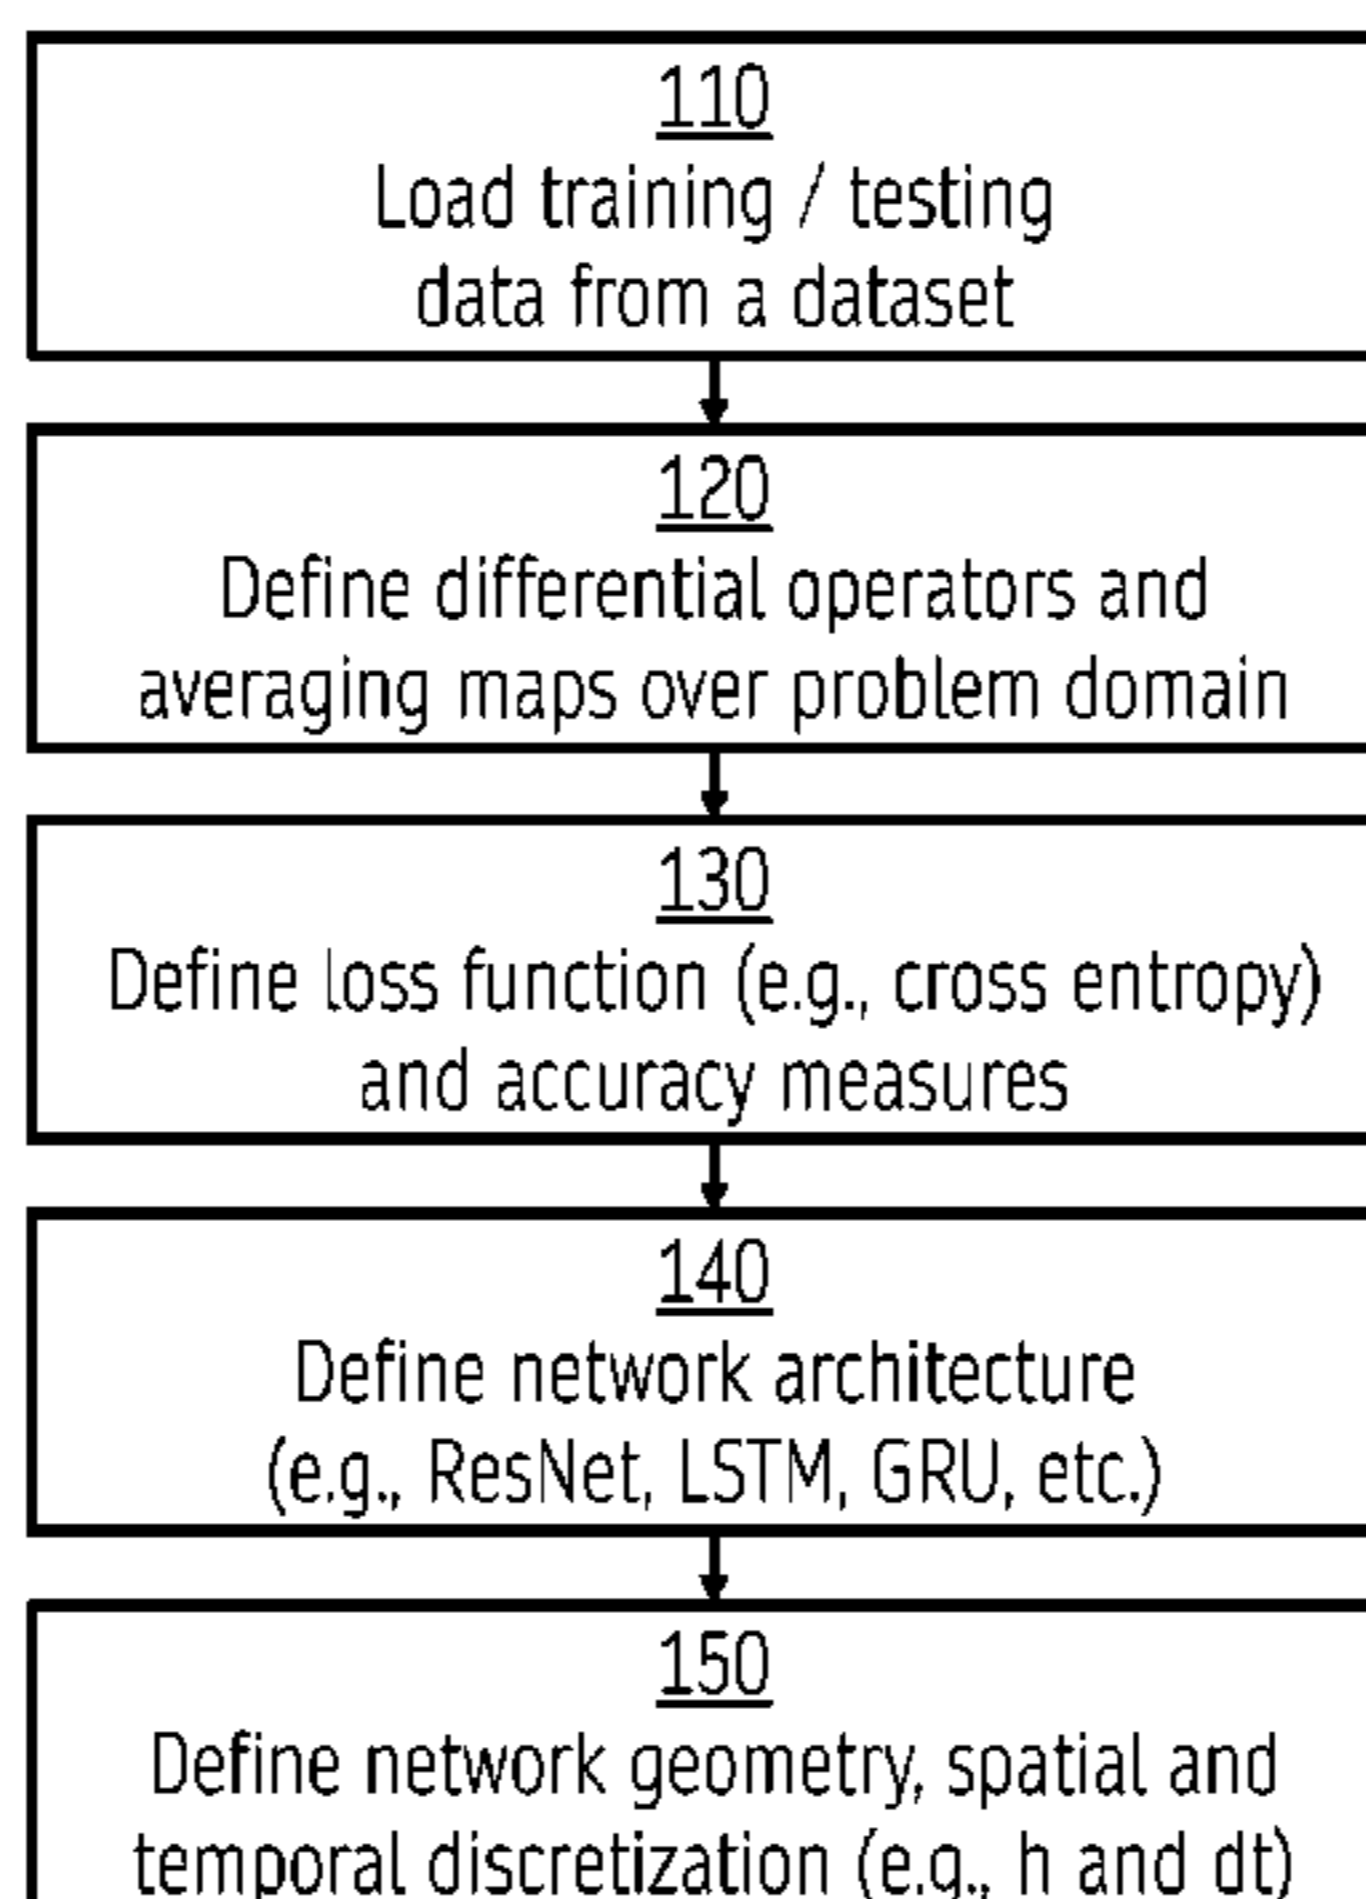 110
Load training / testing
data from a dataset
120
Define differential operators and
averaging maps over problem domain
130
Define loss function (e.g., cross entropy)
and accuracy measures
140
Define network architecture
(e.g., ResNet, LSTM, GRU, etc.)
150
Define network geometry, spatial and
temporal discretization (e.g., h and dt)